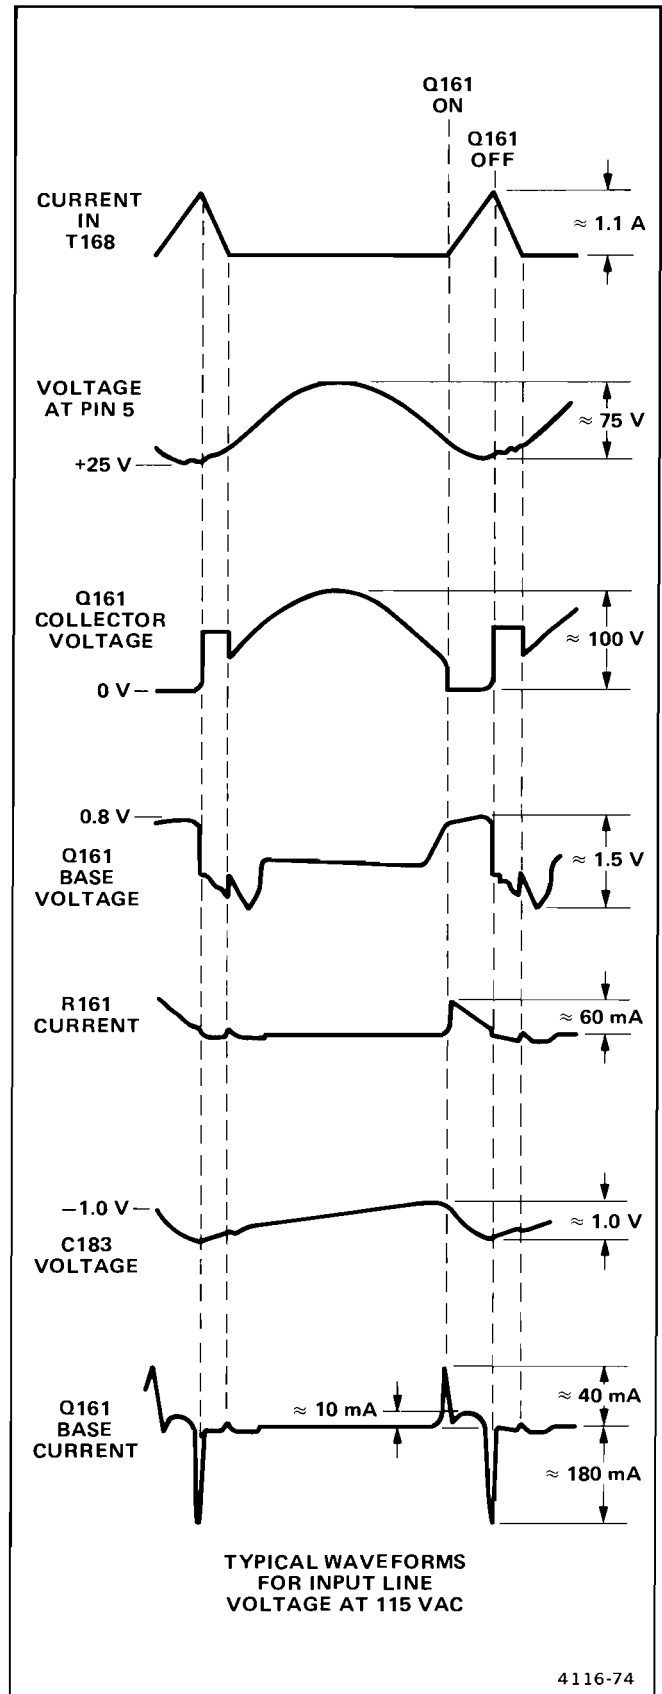 Q161
ON
Q161
OFF
CURRENT
IN
T168
≈ 1.1 A
VOLTAGE
AT PIN 5
≈ 75 V
+25 V
Q161
COLLECTOR
VOLTAGE
≈ 100 V
0 V
0.8 V
Q161
BASE
VOLTAGE
≈ 1.5 V
R161
CURRENT
≈ 60 mA
−1.0 V
C183
VOLTAGE
≈ 1.0 V
Q161
BASE
CURRENT
≈ 10 mA
≈ 40 mA
≈ 180 mA
TYPICAL WAVEFORMS
FOR INPUT LINE
VOLTAGE AT 115 VAC
4116-74